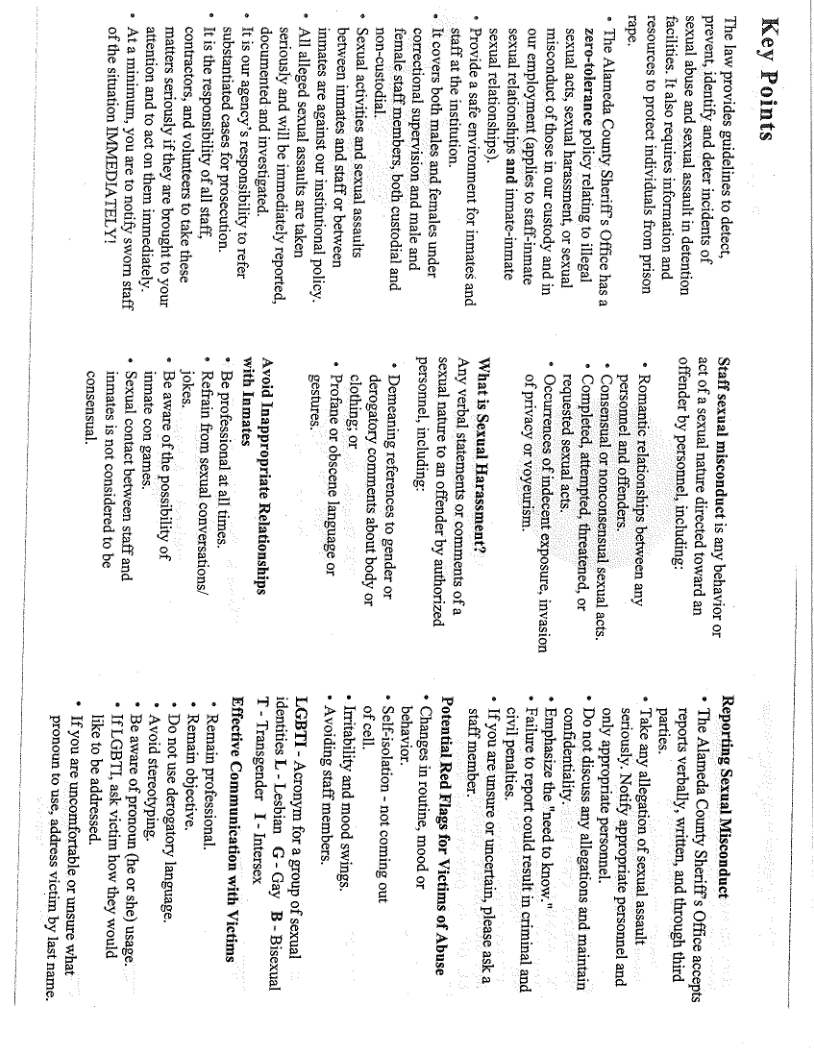 Key Points
The law provides guidelines to detect,
prevent, identify and deter incidents of
sexual abuse and sexual assault in detention
facilities. It also requires information and
resources to protect individuals from prison
rape.
• The Alameda County Sheriff's Office has a
zero-tolerance policy relating to illegal
sexual acts, sexual harassment, or sexual
misconduct of those in our custody and in
our employment (applies to staff-inmate
sexual relationships and inmate-inmate
sexual relationships).
• Provide a safe environment for inmates and
staff at the institution.
• It covers both males and females under
correctional supervision and male and
female staff members, both custodial and
non-custodial.
• Sexual activities and sexual assaults
between inmates and staff or between
inmates are against our institutional policy.
• All alleged sexual assaults are taken
seriously and will be immediately reported,
documented and investigated.
• It is our agency's responsibility to refer
substantiated cases for prosecution.
• It is the responsibility of all staff,
contractors, and volunteers to take these
matters seriously if they are brought to your
attention and to act on them immediately.
• At a minimum, you are to notify sworn staff
of the situation IMMEDIATELY!
Staff sexual misconduct is any behavior or
act of a sexual nature directed toward an
offender by personnel, including:
• Romantic relationships between any
personnel and offenders.
• Consensual or nonconsensual sexual acts.
• Completed, attempted, threatened, or
requested sexual acts.
• Occurrences of indecent exposure, invasion
of privacy or voyeurism.
What is Sexual Harassment?
Any verbal statements or comments of a
sexual nature to an offender by authorized
personnel, including:
• Demeaning references to gender or
derogatory comments about body or
clothing; or
• Profane or obscene language or
gestures.
Avoid Inappropriate Relationships
with Inmates
• Be professional at all times.
• Refrain from sexual conversations/
jokes.
• Be aware of the possibility of
inmate con games.
• Sexual contact between staff and
inmates is not considered to be
consensual.
Reporting Sexual Misconduct
• The Alameda County Sheriff's Office accepts
reports verbally, written, and through third
parties.
• Take any allegation of sexual assault
seriously. Notify appropriate personnel and
only appropriate personnel.
• Do not discuss any allegations and maintain
confidentiality.
• Emphasize the "need to know."
• Failure to report could result in criminal and
civil penalties.
• If you are unsure or uncertain, please ask a
staff member.
Potential Red Flags for Victims of Abuse
• Changes in routine, mood or
behavior.
• Self-isolation - not coming out
of cell.
• Irritability and mood swings.
• Avoiding staff members.
LGBTI - Acronym for a group of sexual
identities L - Lesbian G - Gay B - Bisexual
T - Transgender I - Intersex
Effective Communication with Victims
• Remain professional.
• Remain objective.
• Do not use derogatory language.
• Avoid stereotyping.
• Be aware of pronoun (he or she) usage.
• If LGBTI, ask victim how they would
like to be addressed.
• If you are uncomfortable or unsure what
pronoun to use, address victim by last name.